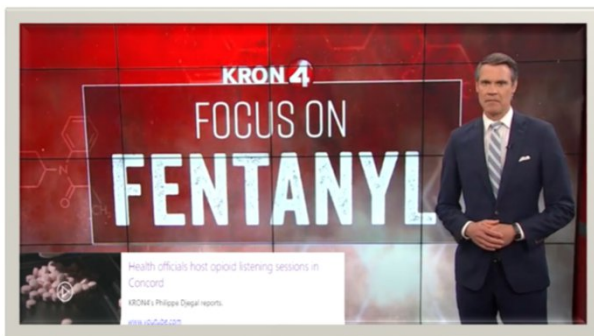 KRON 4
FOCUS ON
FENTANYL
Health officials host opioid listening sessions in
Concord
KRON4's Philippe Djegal reports.
www.youtube.com
N
O
CH₃